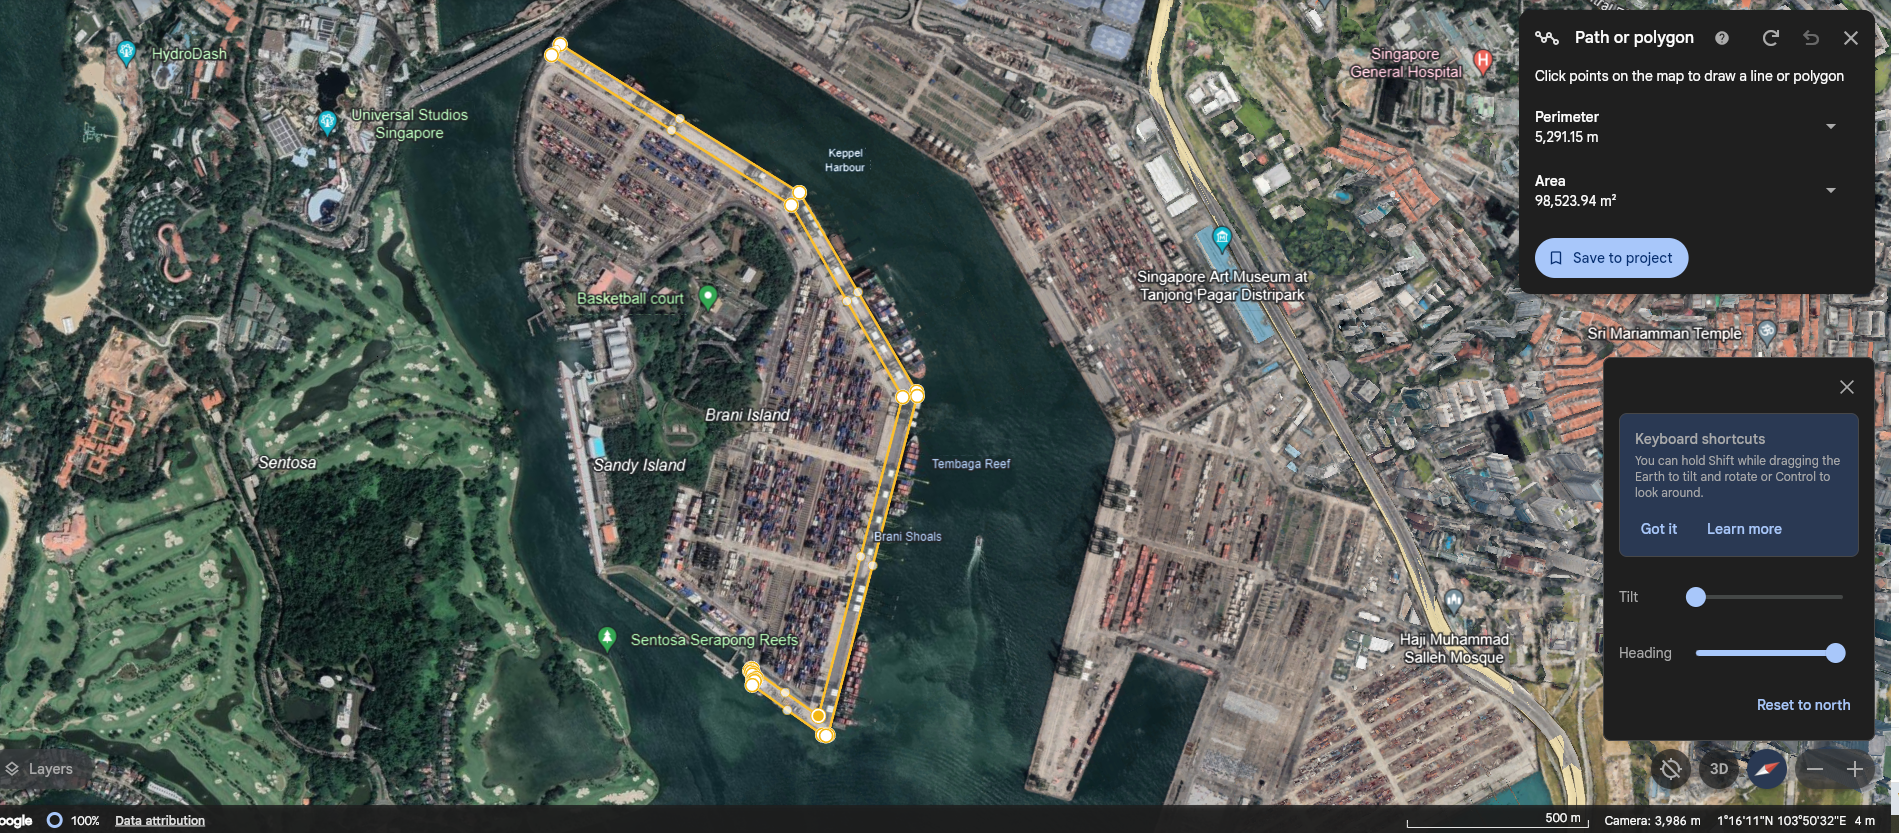 HydroDash
Universal Studios
Singapore
Keppel
Harbour
Singapore
General Hospital
H
Singapore Art Museum at
Tanjong Pagar Distripark
Basketball court
Sri Mariamman Temple
Brani Island
Sentosa
Sandy Island
Tembaga Reef
Brani Shoals
Sentosa Serapong Reefs
Haji Muhammad
Salleh Mosque
Path or polygon
?
Click points on the map to draw a line or polygon
Perimeter
5,291.15 m
Area
98,523.94 m²
Save to project
Keyboard shortcuts
You can hold Shift while dragging the
Earth to tilt and rotate or Control to
look around.
Got it
Learn more
Tilt
Heading
Reset to north
Layers
3D
oogle
100%
Data attribution
500 m
Camera: 3,986 m
1°16'11"N 103°50'32"E
4 m